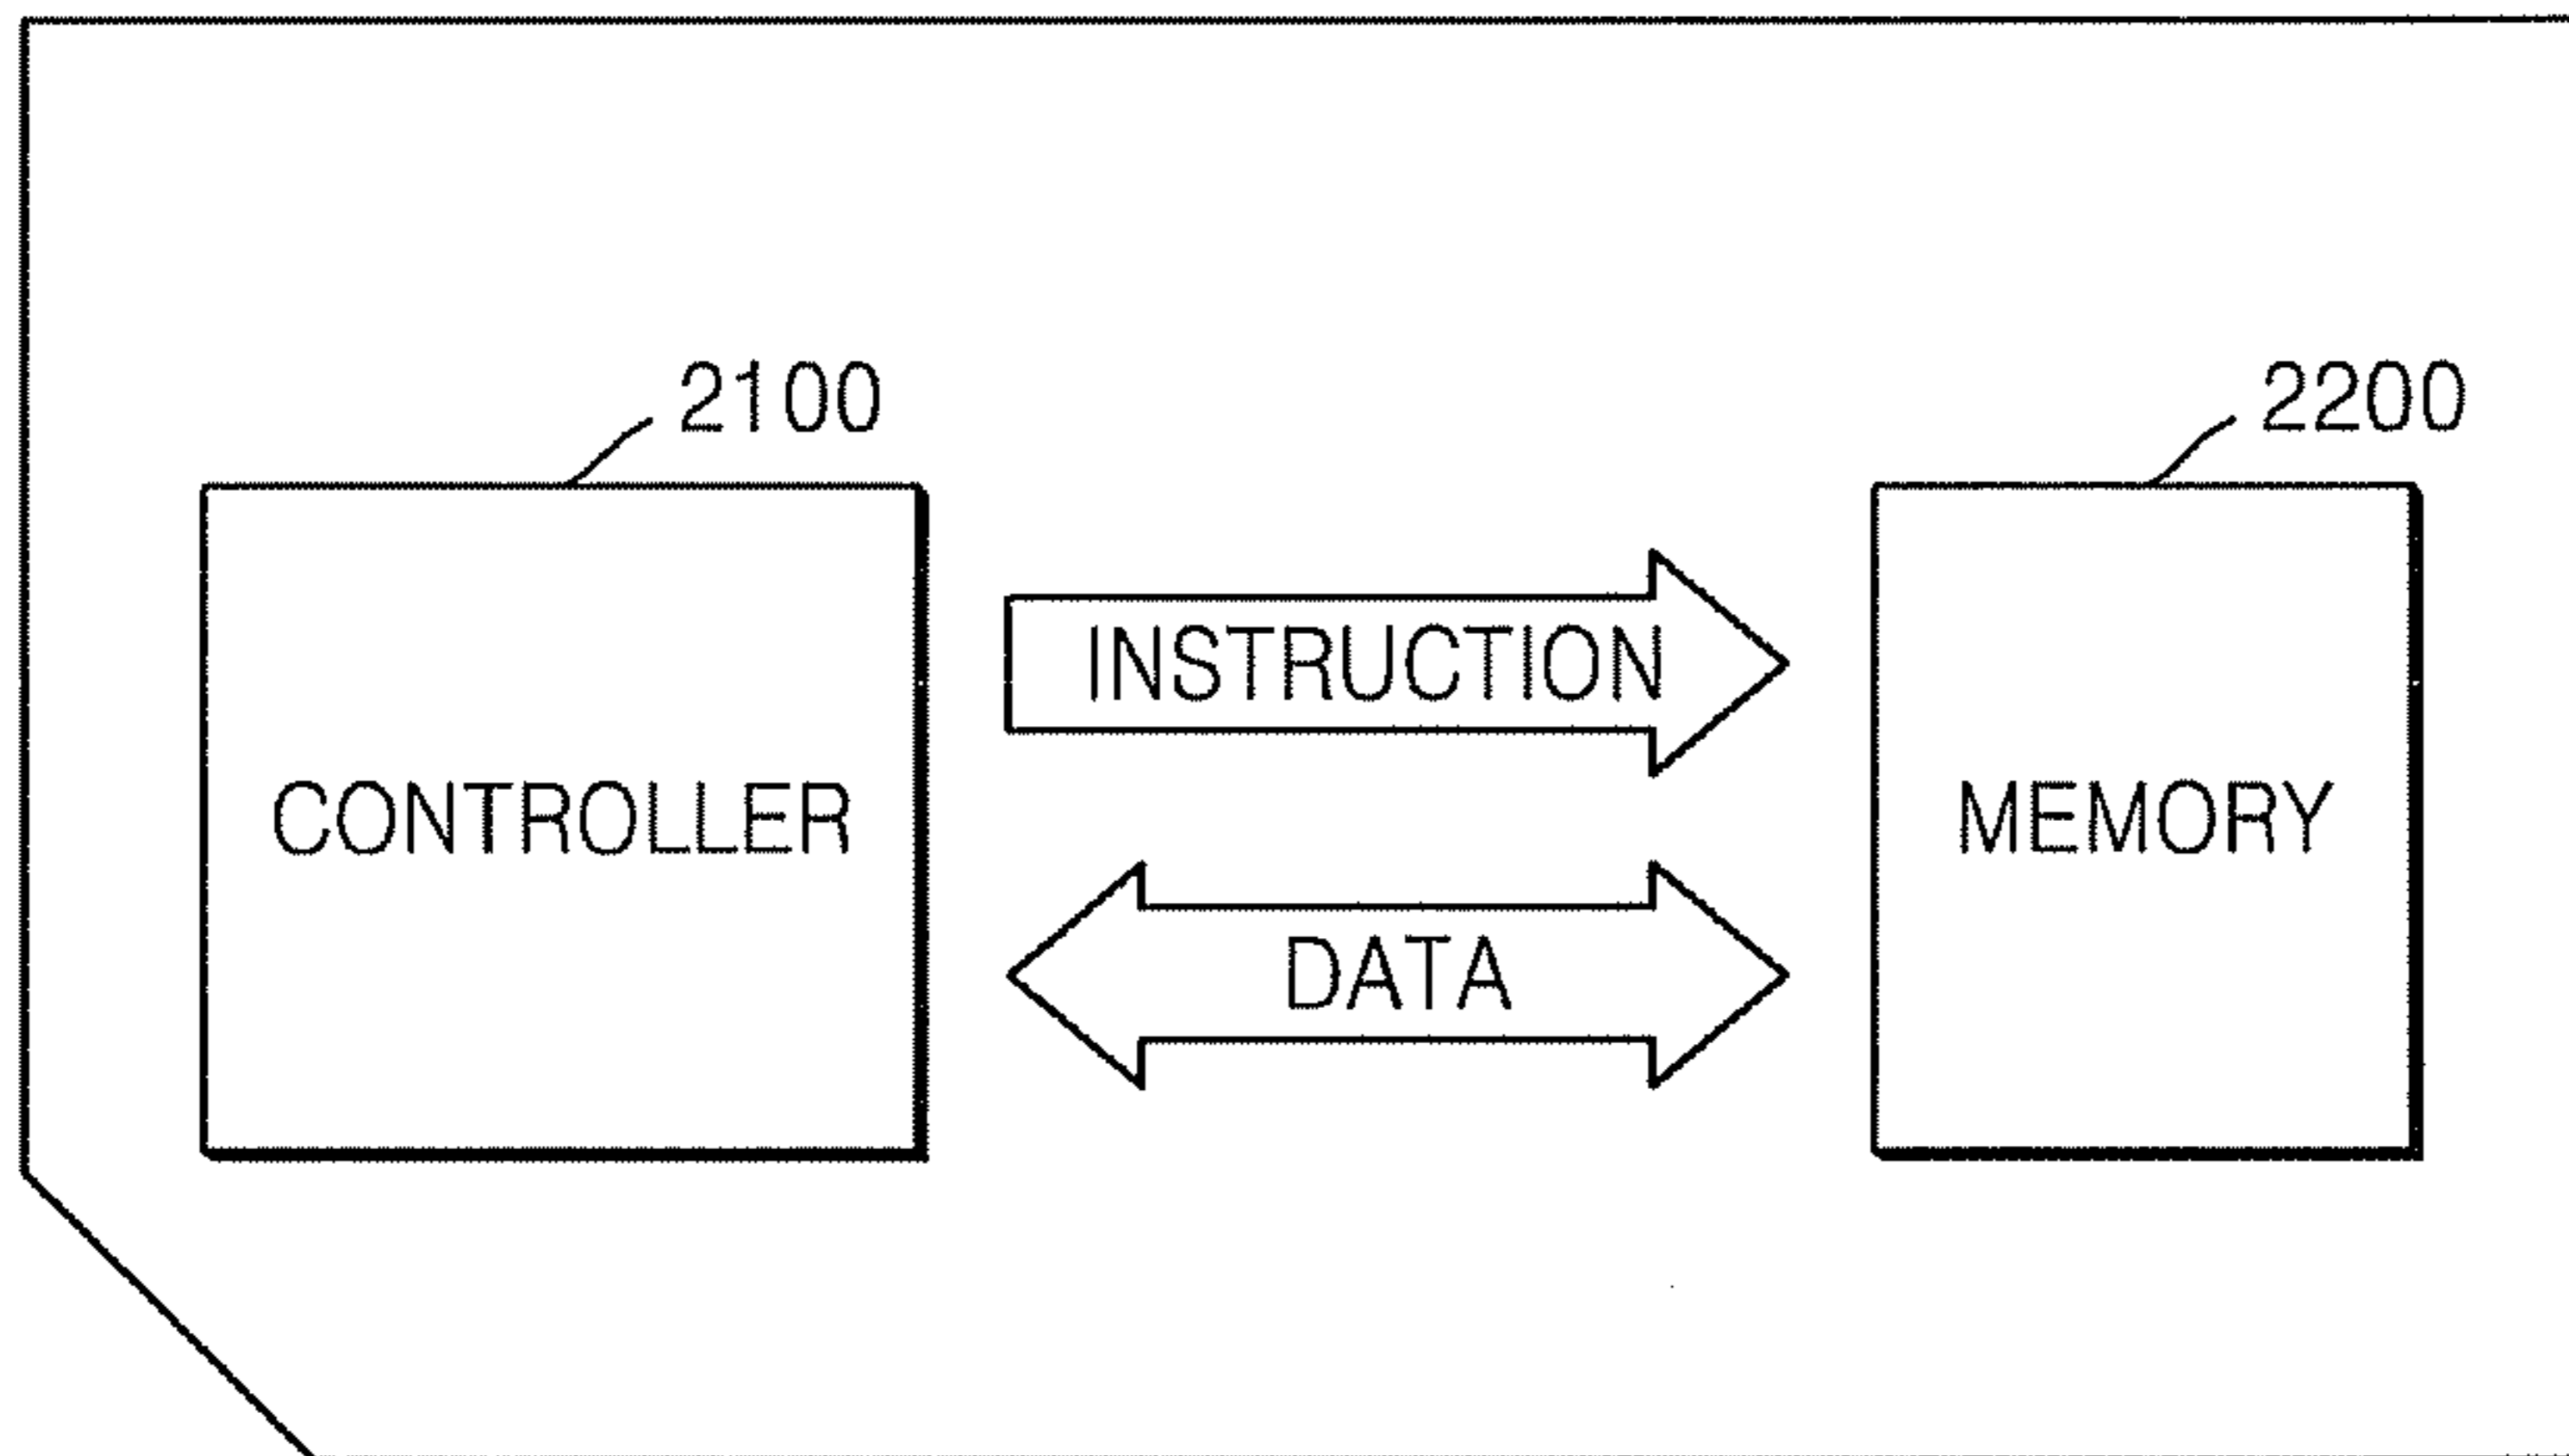 2100
2200
INSTRUCTION
CONTROLLER
MEMORY
DATA